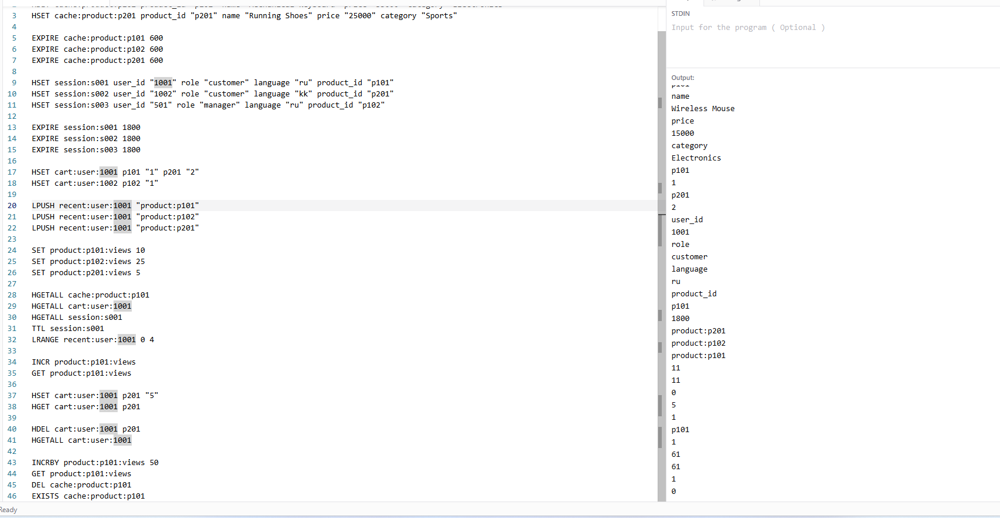 3 HSET cache:product:p201 product_id "p201" name "Running Shoes" price "25000" category "Sports"
4
5 EXPIRE cache:product:p101 600
6 EXPIRE cache:product:p102 600
7 EXPIRE cache:product:p201 600
8
9 HSET session:s001 user_id "1001" role "customer" language "ru" product_id "p101"
10 HSET session:s002 user_id "1002" role "customer" language "kk" product_id "p201"
11 HSET session:s003 user_id "501" role "manager" language "ru" product_id "p102"
12
13 EXPIRE session:s001 1800
14 EXPIRE session:s002 1800
15 EXPIRE session:s003 1800
16
17 HSET cart:user:1001 p101 "1" p201 "2"
18 HSET cart:user:1002 p102 "1"
19
20 LPUSH recent:user:1001 "product:p101"
21 LPUSH recent:user:1001 "product:p102"
22 LPUSH recent:user:1001 "product:p201"
23
24 SET product:p101:views 10
25 SET product:p102:views 25
26 SET product:p201:views 5
27
28 HGETALL cache:product:p101
29 HGETALL cart:user:1001
30 HGETALL session:s001
31 TTL session:s001
32 LRANGE recent:user:1001 0 4
33
34 INCR product:p101:views
35 GET product:p101:views
36
37 HSET cart:user:1001 p201 "5"
38 HGET cart:user:1001 p201
39
40 HDEL cart:user:1001 p201
41 HGETALL cart:user:1001
42
43 INCRBY product:p101:views 50
44 GET product:p101:views
45 DEL cache:product:p101
46 EXISTS cache:product:p101
Ready
STDIN
Input for the program ( Optional )
Output:
p101
name
Wireless Mouse
price
15000
category
Electronics
p101
1
p201
2
user_id
1001
role
customer
language
ru
product_id
p101
1800
product:p201
product:p102
product:p101
11
11
0
5
1
p101
1
61
61
1
0